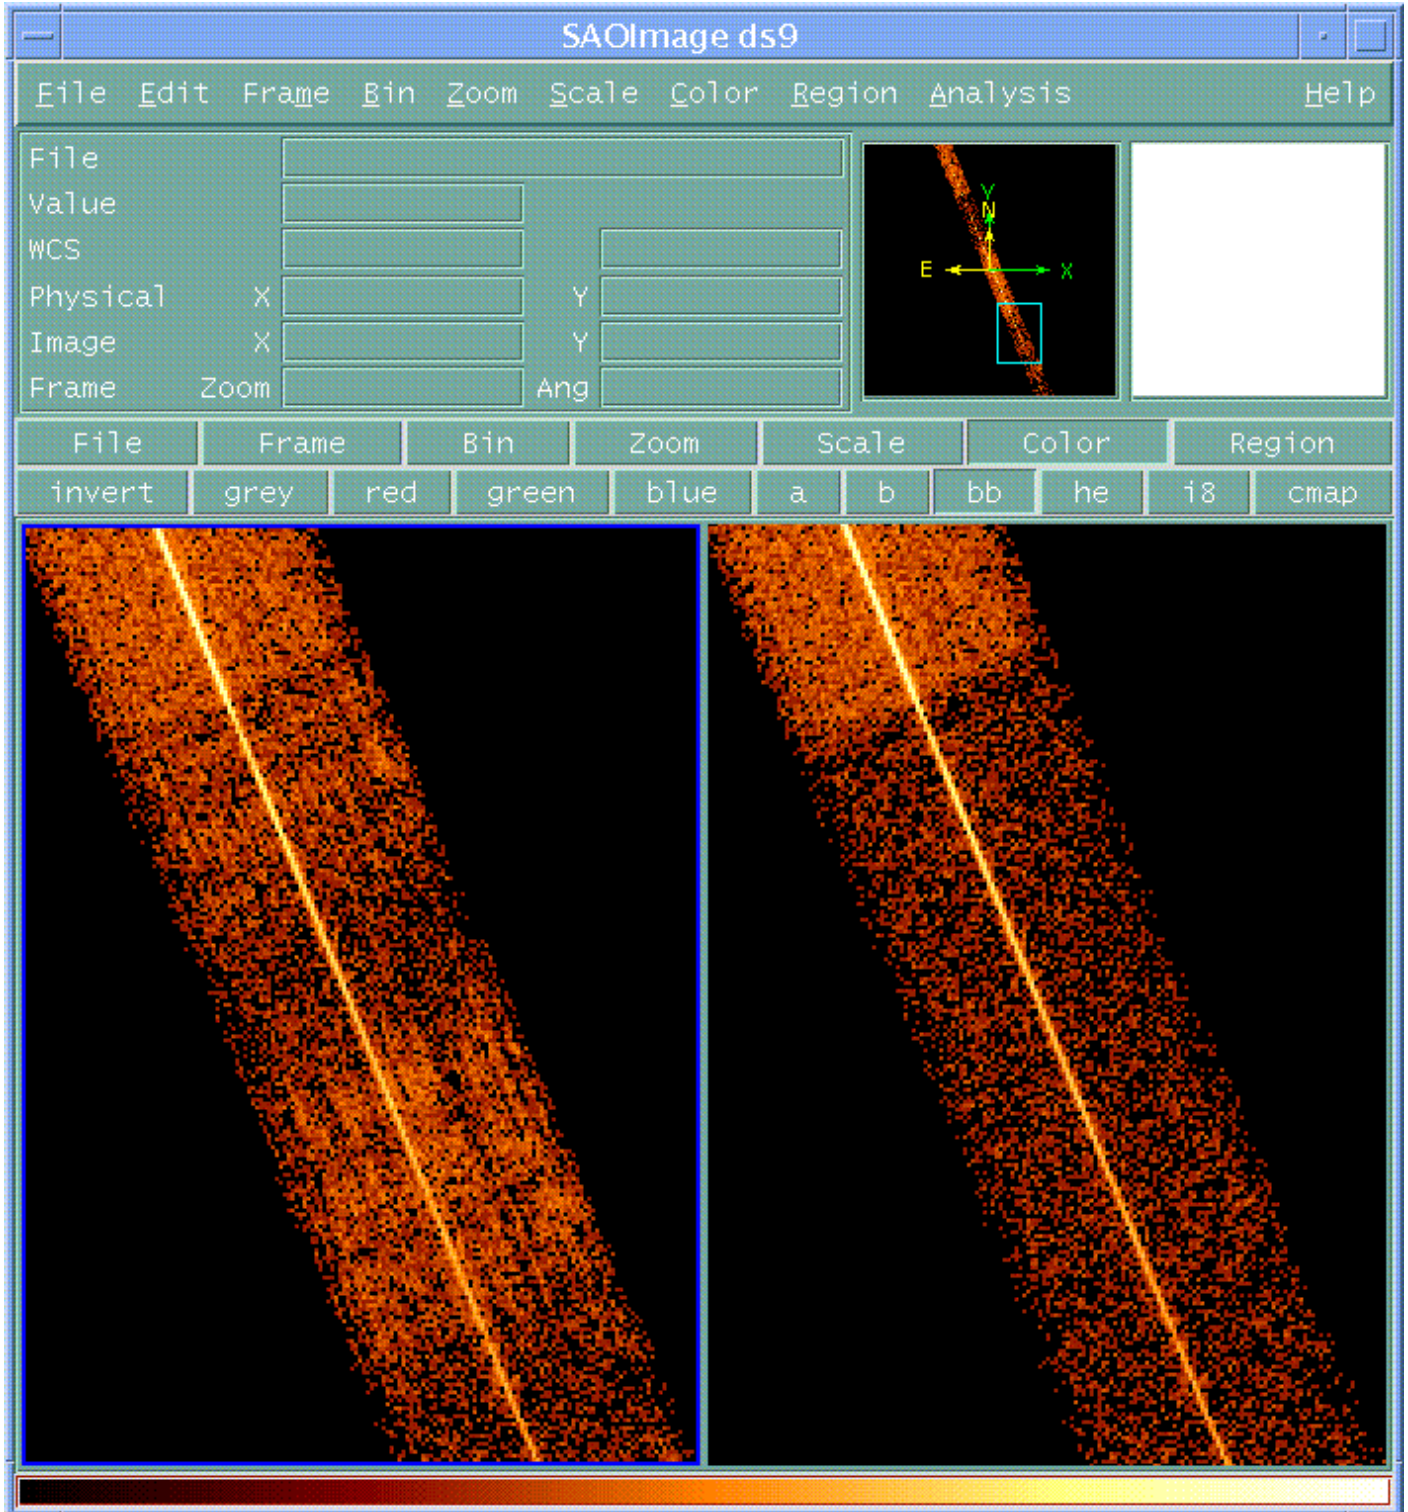 SAOImage ds9
File Edit Frame Bin Zoom Scale Color Region Analysis Help
File
Value
WCS
Physical X Y
Image X Y
Frame Zoom Ang
Y
N
E X
File Frame Bin Zoom Scale Color Region
invert grey red green blue a b bb he i8 cmap